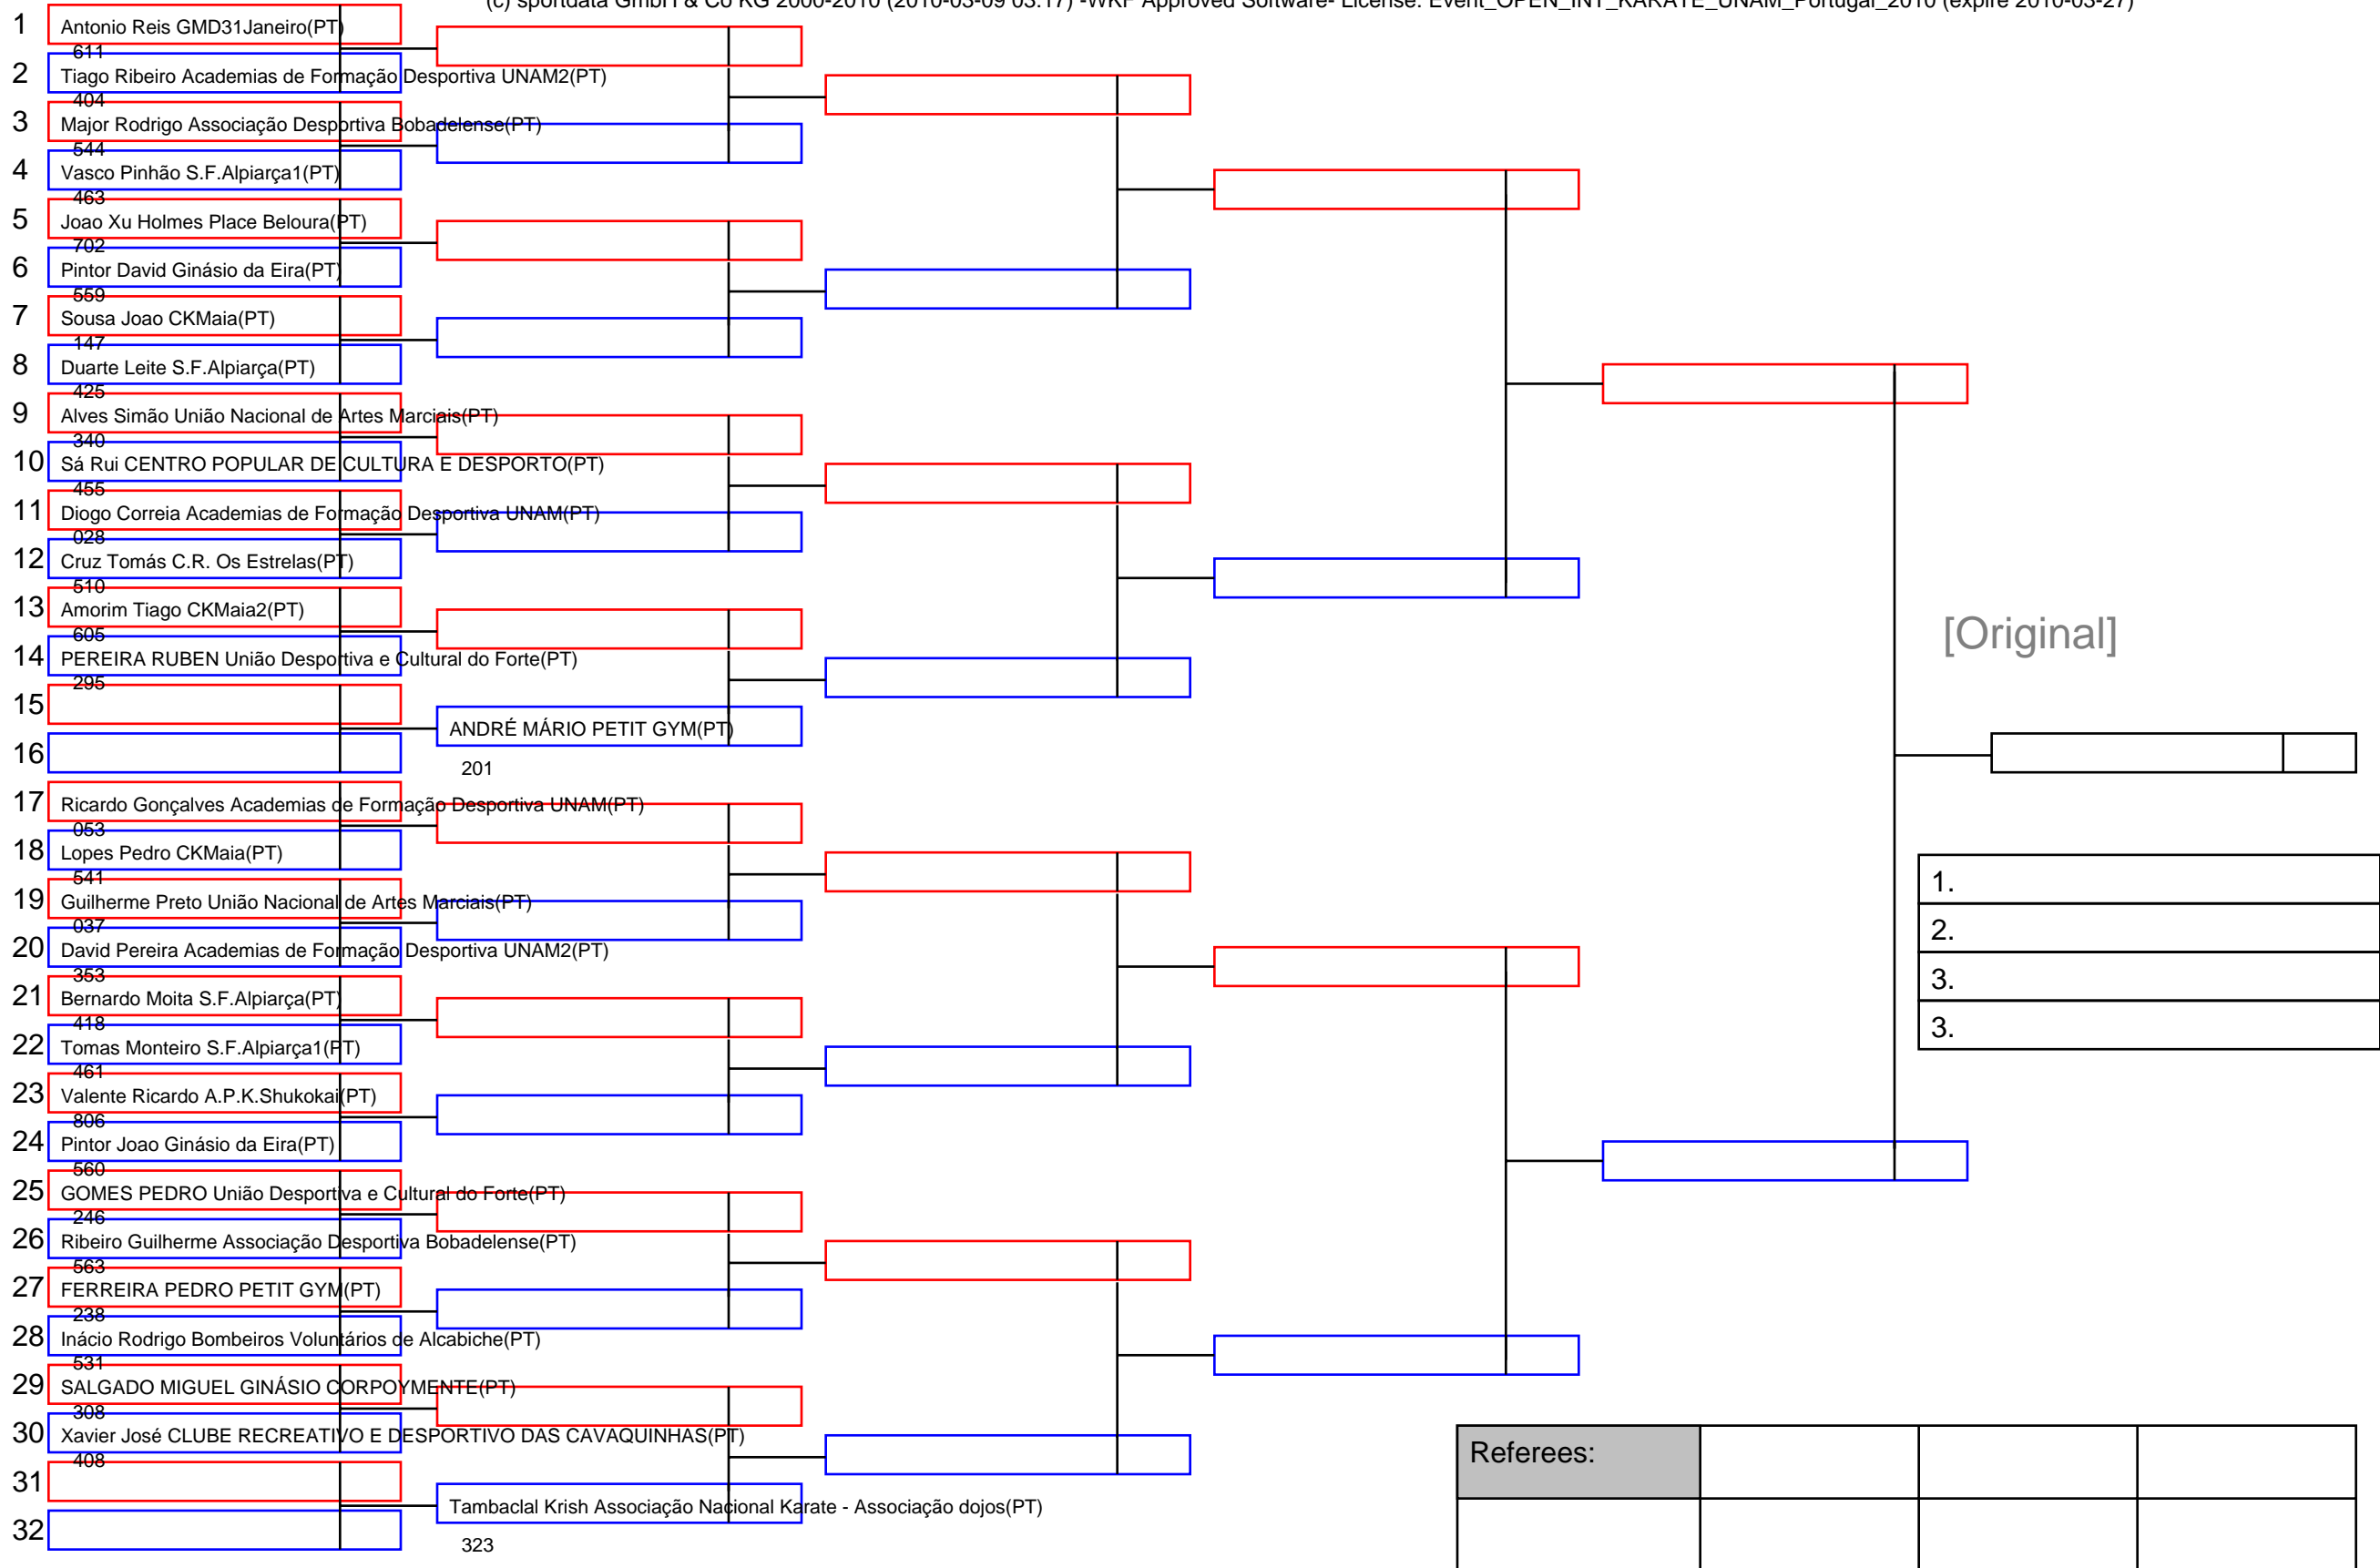 (c) sportdata GmbH & Co KG 2000-2010 (2010-03-09 03:17) -WKF Approved Software- License: Event_OPEN_INT_KARATE_UNAM_Portugal_2010 (expire 2010-03-27)
1 Antonio Reis GMD31Janeiro(PT)
611
2 Tiago Ribeiro Academias de Formação Desportiva UNAM2(PT)
404
3 Major Rodrigo Associação Desportiva Bobadelense(PT)
544
4 Vasco Pinhão S.F.Alpiarça1(PT)
463
5 Joao Xu Holmes Place Beloura(PT)
702
6 Pintor David Ginásio da Eira(PT)
559
7 Sousa Joao CKMaia(PT)
147
8 Duarte Leite S.F.Alpiarça(PT)
425
9 Alves Simão União Nacional de Artes Marciais(PT)
340
10 Sá Rui CENTRO POPULAR DE CULTURA E DESPORTO(PT)
455
11 Diogo Correia Academias de Formação Desportiva UNAM(PT)
028
12 Cruz Tomás C.R. Os Estrelas(PT)
510
13 Amorim Tiago CKMaia2(PT)
605
[Original]
14 PEREIRA RUBEN União Desportiva e Cultural do Forte(PT)
295
15
ANDRÉ MÁRIO PETIT GYM(PT)
16
201
17 Ricardo Gonçalves Academias de Formação Desportiva UNAM(PT)
053
18 Lopes Pedro CKMaia(PT)
541
19 Guilherme Preto União Nacional de Artes Marciais(PT)
037
20 David Pereira Academias de Formação Desportiva UNAM2(PT)
353
21 Bernardo Moita S.F.Alpiarça(PT)
418
22 Tomas Monteiro S.F.Alpiarça1(PT)
461
23 Valente Ricardo A.P.K.Shukokai(PT)
806
24 Pintor Joao Ginásio da Eira(PT)
560
25 GOMES PEDRO União Desportiva e Cultural do Forte(PT)
246
26 Ribeiro Guilherme Associação Desportiva Bobadelense(PT)
563
27 FERREIRA PEDRO PETIT GYM(PT)
238
28 Inácio Rodrigo Bombeiros Voluntários de Alcabiche(PT)
531
29 SALGADO MIGUEL GINÁSIO CORPOYMENTE(PT)
308
30 Xavier José CLUBE RECREATIVO E DESPORTIVO DAS CAVAQUINHAS(PT)
408
31
Tambaclal Krish Associação Nacional Karate - Associação dojos(PT)
32
323
1.
2.
3.
3.
Referees: